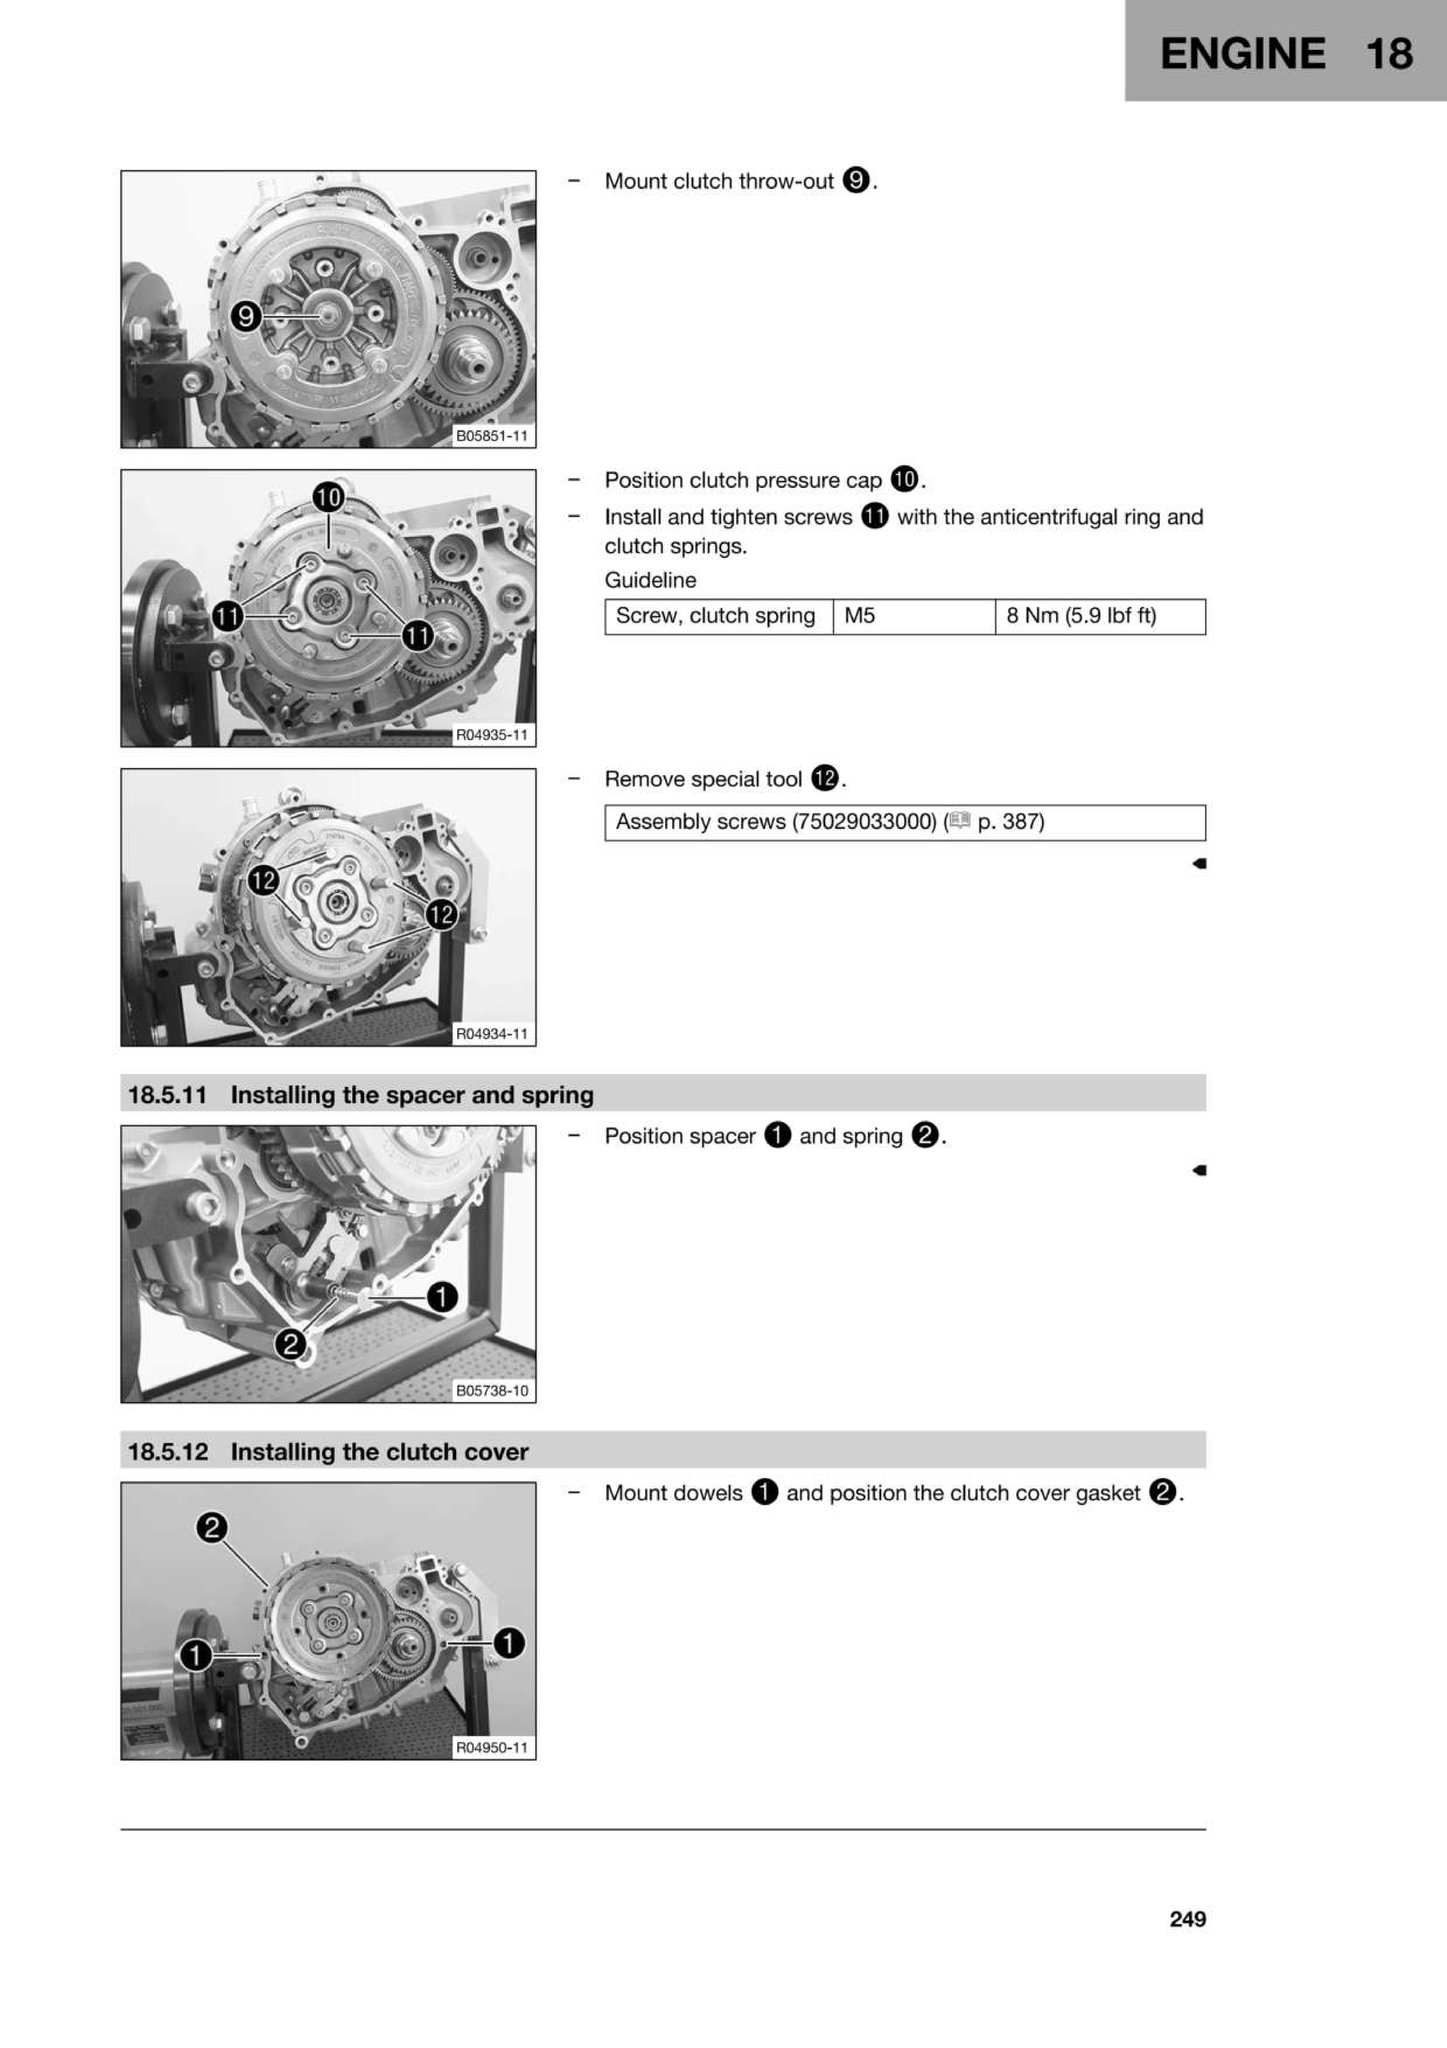 ENGINE 18
– Mount clutch throw-out 9.
9
B05851-11
– Position clutch pressure cap 10.
– Install and tighten screws 11 with the anticentrifugal ring and
clutch springs.
Guideline
Screw, clutch spring M5 8 Nm (5.9 lbf ft)
10
11
11
R04935-11
– Remove special tool 12.
Assembly screws (75029033000) ( p. 387)
12
12
R04934-11
18.5.11 Installing the spacer and spring
– Position spacer 1 and spring 2.
1
2
B05738-10
18.5.12 Installing the clutch cover
– Mount dowels 1 and position the clutch cover gasket 2.
2
1
1
R04950-11
249